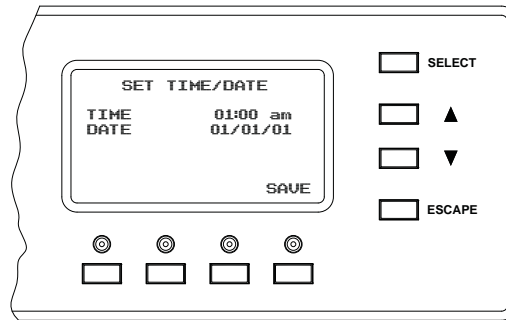 SET TIME/DATE
TIME 01:00 am
DATE 01/01/01
SAVE
SELECT
▲
▼
ESCAPE